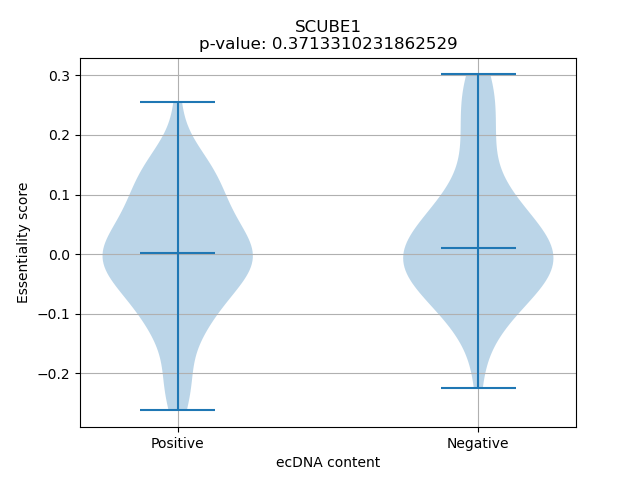 SCUBE1
p-value: 0.3713310231862529
0.3
0.2
0.1
0.0
−0.1
−0.2
Essentiality score
Positive
Negative
ecDNA content